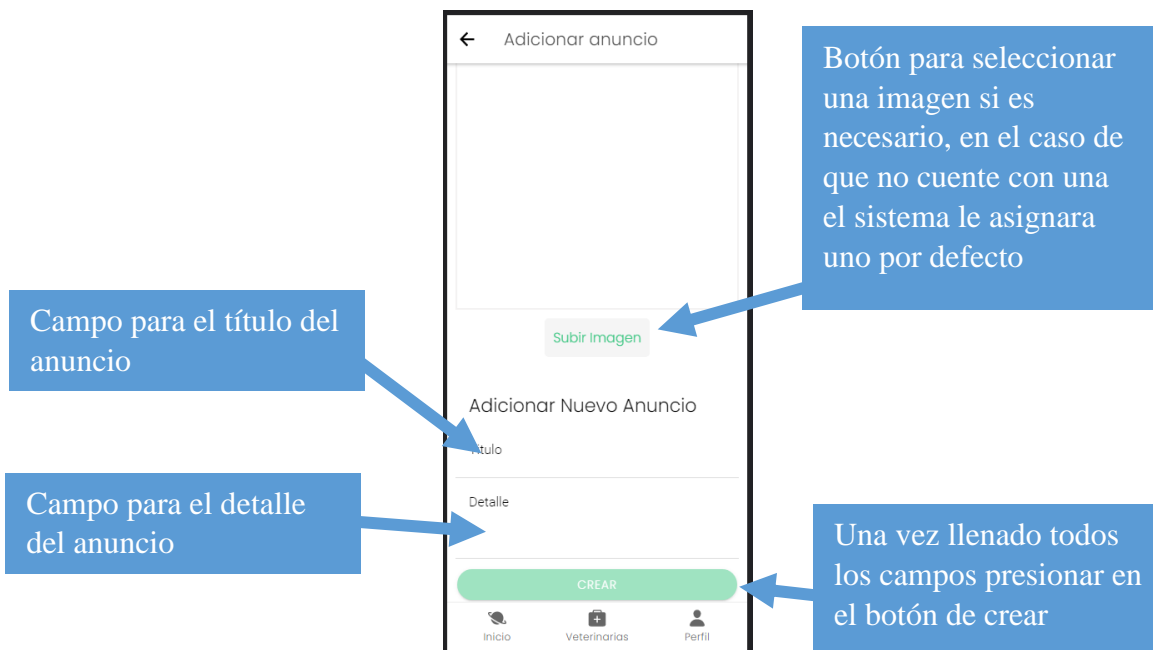 Adicionar anuncio
Botón para seleccionar
una imagen si es
necesario, en el caso de
que no cuente con una
el sistema le asignara
uno por defecto
Subir Imagen
Campo para el título del
anuncio
Adicionar Nuevo Anuncio
Título
Campo para el detalle
del anuncio
Detalle
Una vez llenado todos
los campos presionar en
el botón de crear
CREAR
Inicio
Veterinarias
Perfil